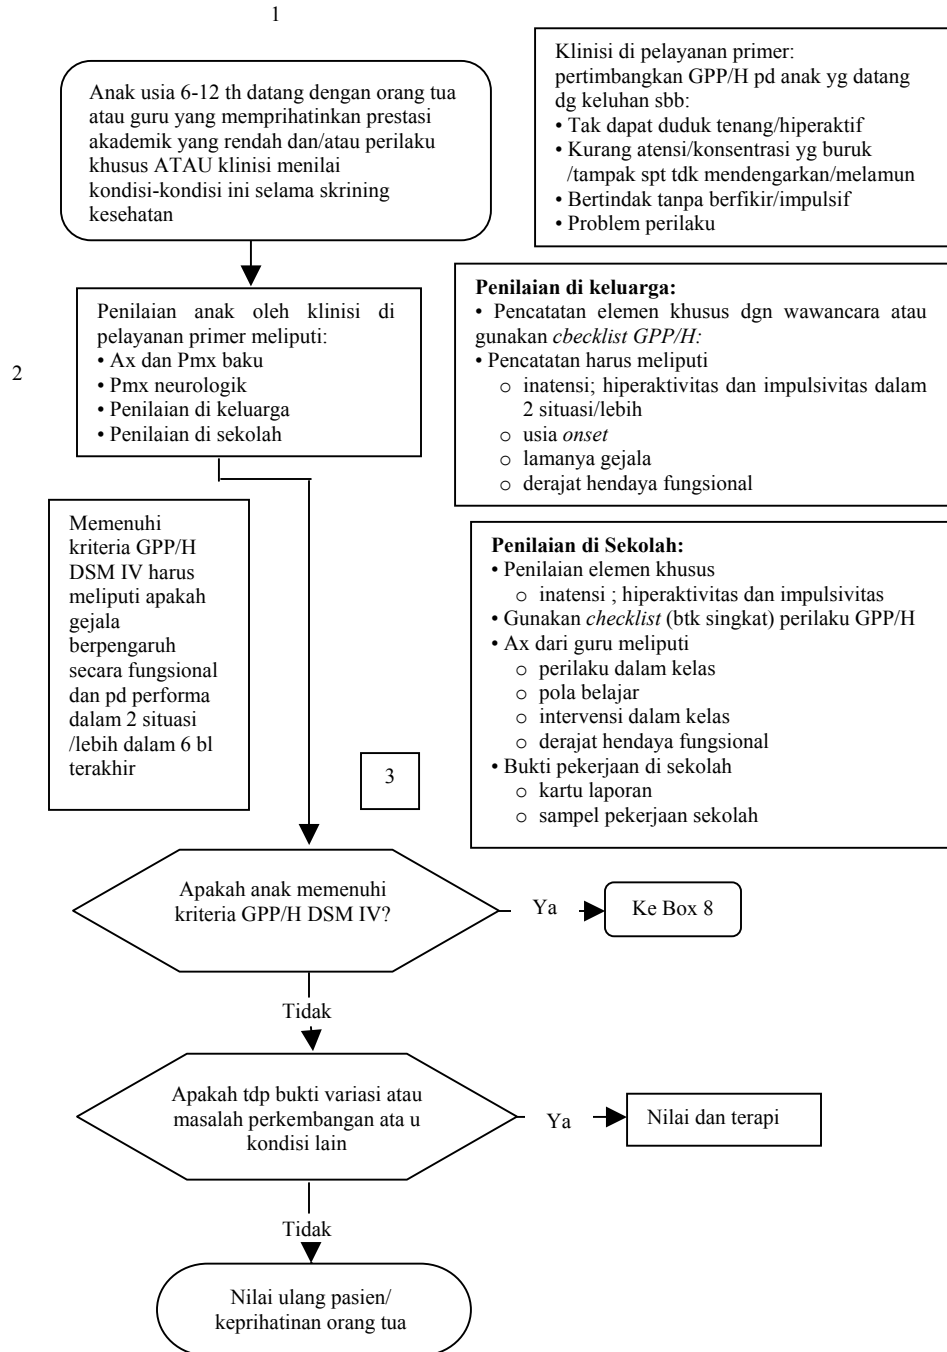 1
Anak usia 6-12 th datang dengan orang tua
atau guru yang memprihatinkan prestasi
akademik yang rendah dan/atau perilaku
khusus ATAU klinisi menilai
kondisi-kondisi ini selama skrining
kesehatan
Klinisi di pelayanan primer:
pertimbangkan GPP/H pd anak yg datang
dg keluhan sbb:
• Tak dapat duduk tenang/hiperaktif
• Kurang atensi/konsentrasi yg buruk
/tampak spt tdk mendengarkan/melamun
• Bertindak tanpa berfikir/impulsif
• Problem perilaku
2
Penilaian anak oleh klinisi di
pelayanan primer meliputi:
• Ax dan Pmx baku
• Pmx neurologik
• Penilaian di keluarga
• Penilaian di sekolah
Penilaian di keluarga:
• Pencatatan elemen khusus dgn wawancara atau
gunakan cbecklist GPP/H:
• Pencatatan harus meliputi
o inatensi; hiperaktivitas dan impulsivitas dalam
2 situasi/lebih
o usia onset
o lamanya gejala
o derajat hendaya fungsional
Memenuhi
kriteria GPP/H
DSM IV harus
meliputi apakah
gejala
berpengaruh
secara fungsional
dan pd performa
dalam 2 situasi
/lebih dalam 6 bl
terakhir
Penilaian di Sekolah:
• Penilaian elemen khusus
o inatensi ; hiperaktivitas dan impulsivitas
• Gunakan checklist (btk singkat) perilaku GPP/H
• Ax dari guru meliputi
o perilaku dalam kelas
o pola belajar
o intervensi dalam kelas
o derajat hendaya fungsional
• Bukti pekerjaan di sekolah
o kartu laporan
o sampel pekerjaan sekolah
3
Apakah anak memenuhi
kriteria GPP/H DSM IV?
Ya
Ke Box 8
Tidak
Apakah tdp bukti variasi atau
masalah perkembangan ata u
kondisi lain
Ya
Nilai dan terapi
Tidak
Nilai ulang pasien/
keprihatinan orang tua